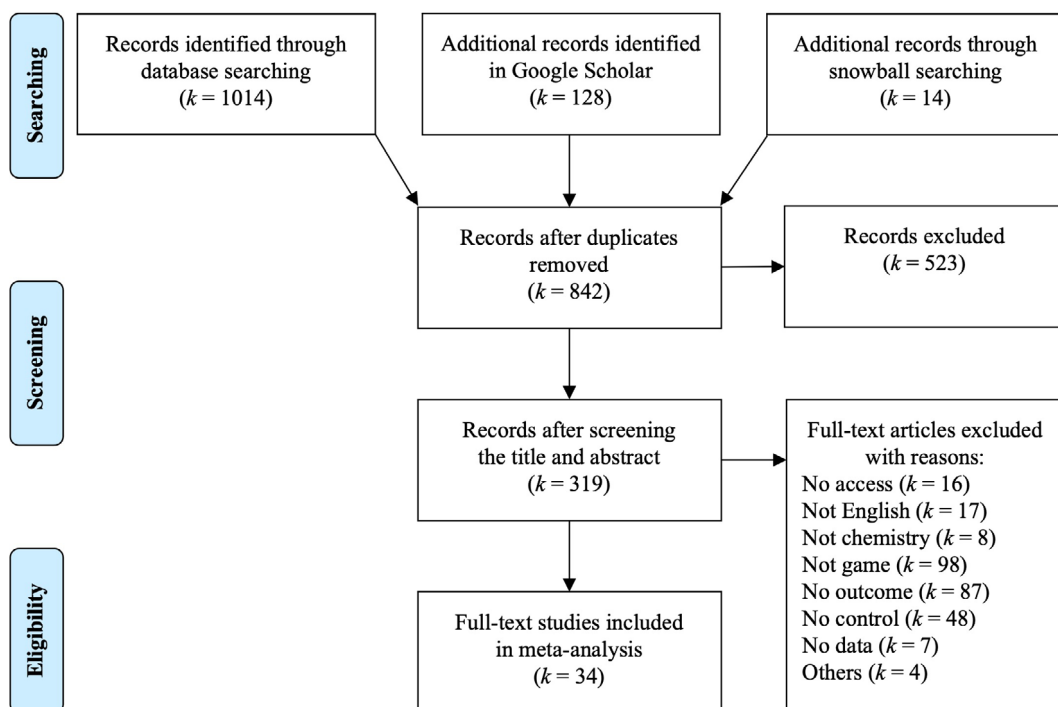 Searching
Records identified through
database searching
(k = 1014)
Additional records identified
in Google Scholar
(k = 128)
Additional records through
snowball searching
(k = 14)
Records after duplicates
removed
(k = 842)
Records excluded
(k = 523)
Screening
Records after screening
the title and abstract
(k = 319)
Full-text articles excluded
with reasons:
No access (k = 16)
Not English (k = 17)
Not chemistry (k = 8)
Not game (k = 98)
No outcome (k = 87)
No control (k = 48)
No data (k = 7)
Others (k = 4)
Eligibility
Full-text studies included
in meta-analysis
(k = 34)